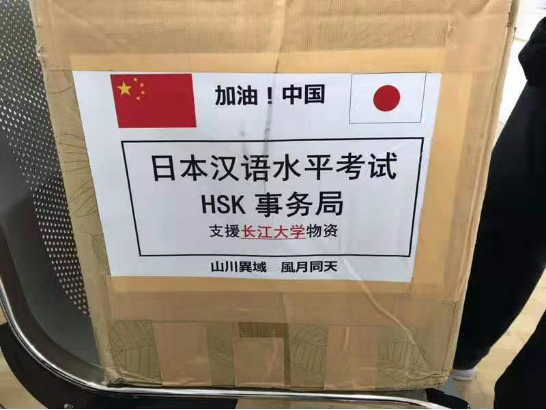 加油！中国
日本汉语水平考试
HSK 事务局
支援长江大学物资
山川異域 風月同天